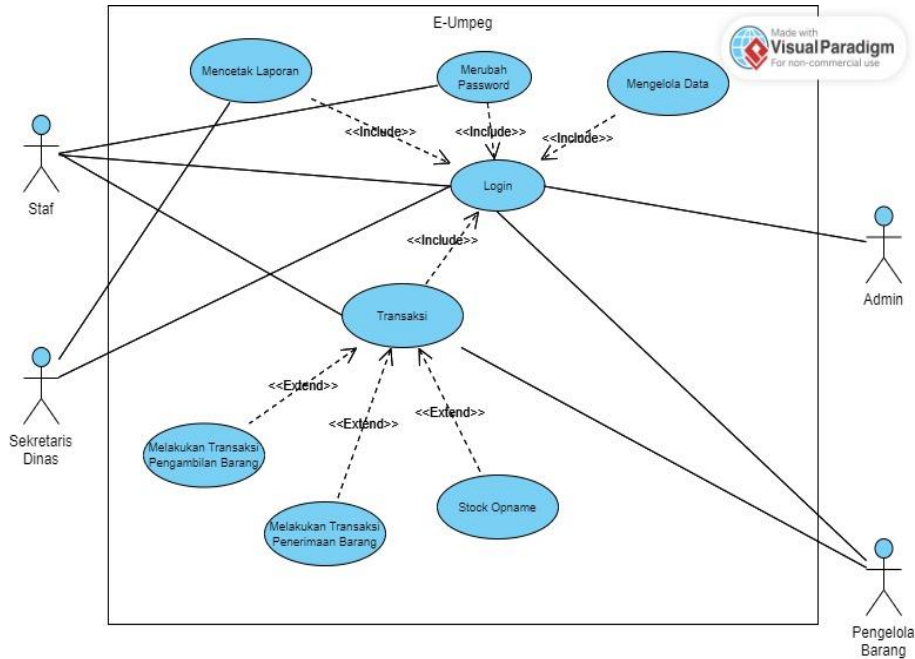 E-Umpeg
Made with
Visual Paradigm
For non-commercial use
Mencetak Laporan
Merubah
Password
Mengelola Data
<<Include>>
<<Include>>
<<Include>>
Staf
Login
<<Include>>
Admin
Transaksi
<<Extend>>
<<Extend>>
<<Extend>>
Sekretaris
Dinas
Melakukan Transaksi
Pengambilan Barang
Stock Opname
Melakukan Transaksi
Penerimaan Barang
Pengelola
Barang